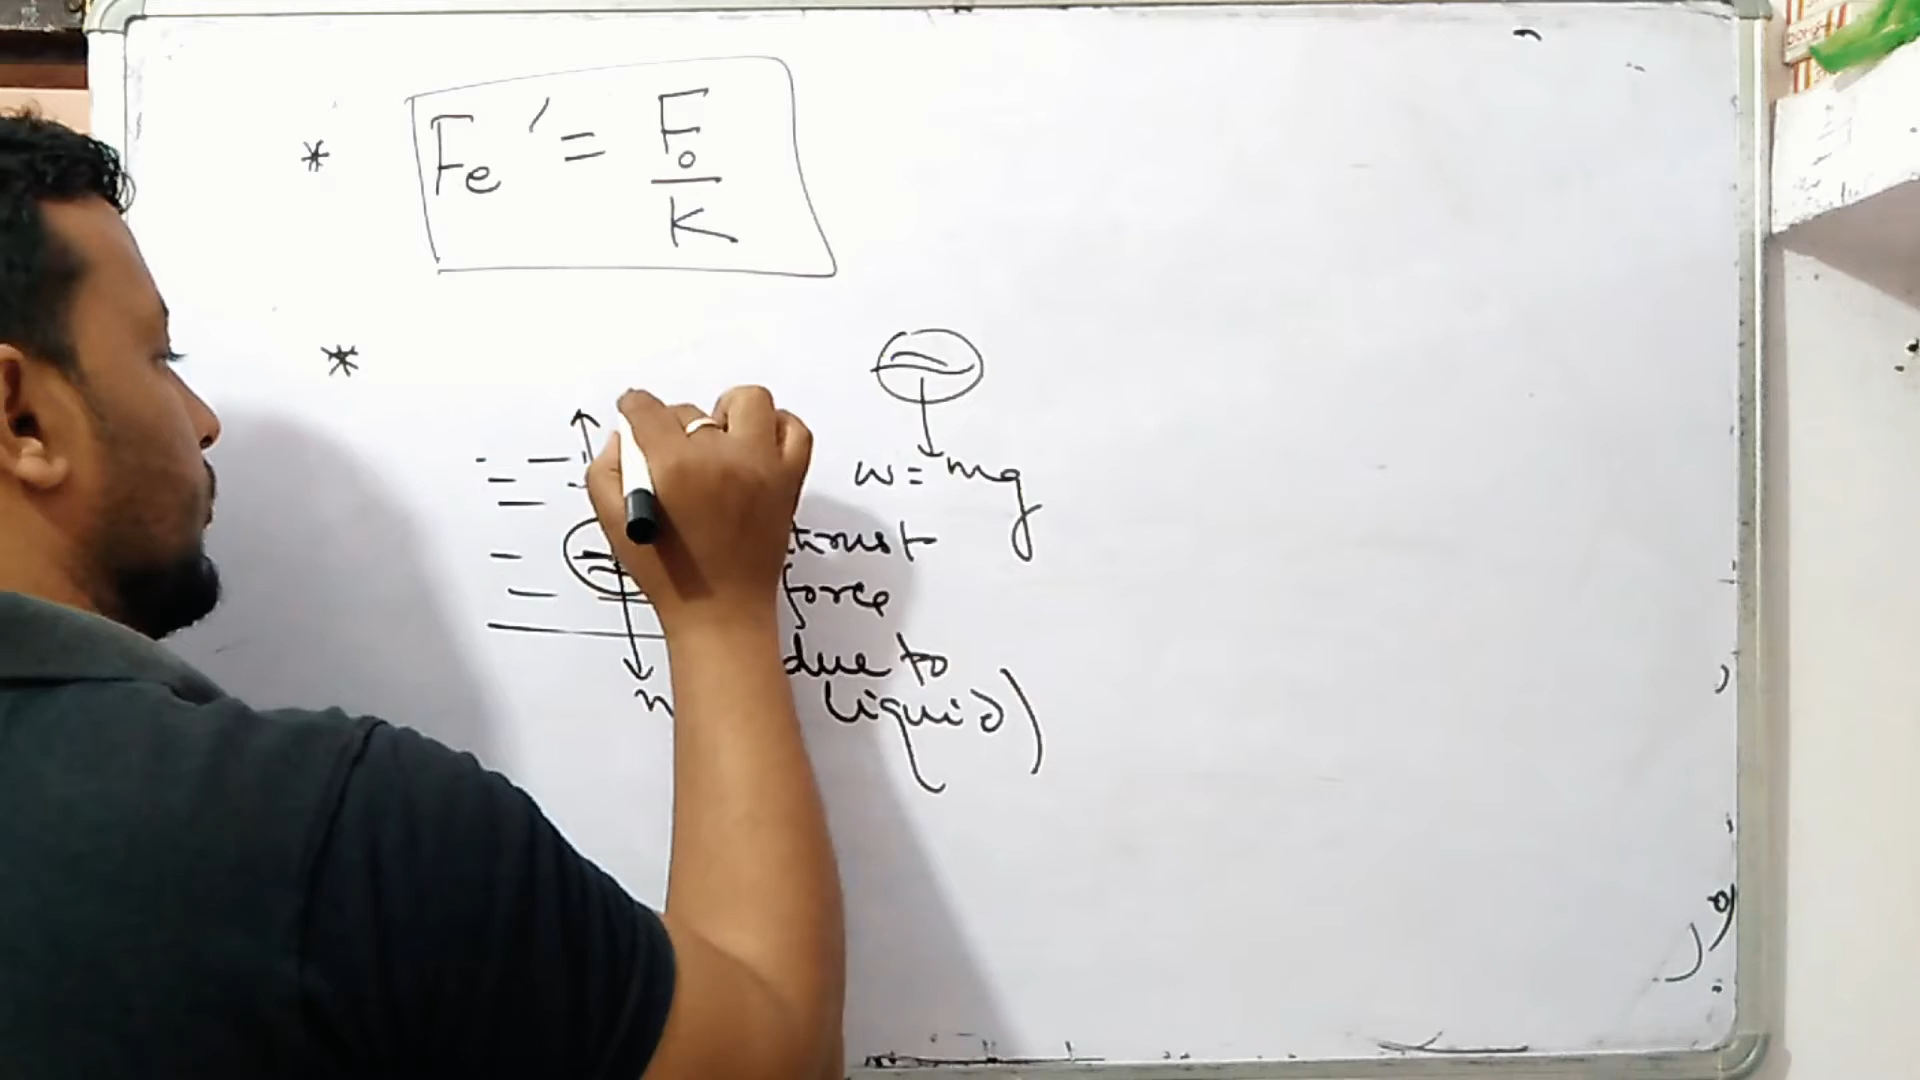 * Fe' = F₀/K
*
w = mg
thrust
force
due to
liquid)